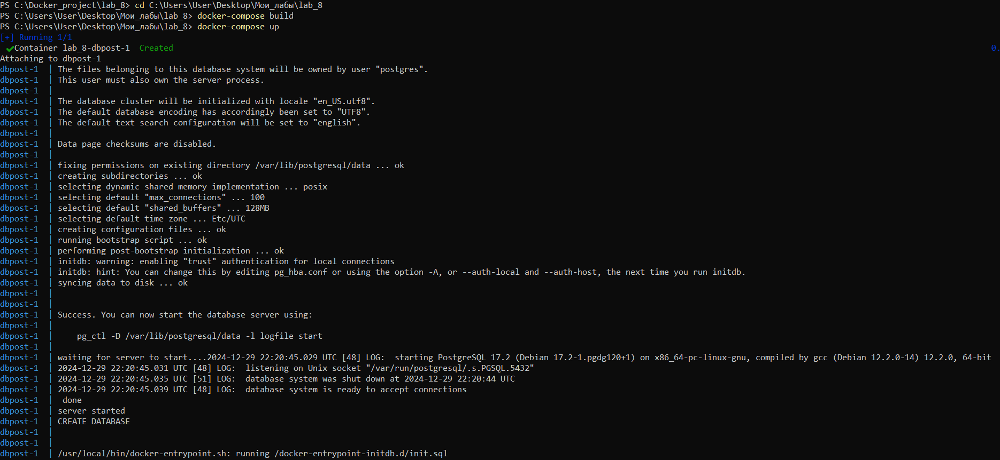 PS C:\Docker_project\lab_8> cd C:\Users\User\Desktop\Мои_лабы\lab_8
PS C:\Users\User\Desktop\Мои_лабы\lab_8> docker-compose build
PS C:\Users\User\Desktop\Мои_лабы\lab_8> docker-compose up
[+] Running 1/1
✔Container lab_8-dbpost-1  Created 0.
Attaching to dbpost-1
dbpost-1  | The files belonging to this database system will be owned by user "postgres".
dbpost-1  | This user must also own the server process.
dbpost-1  |
dbpost-1  | The database cluster will be initialized with locale "en_US.utf8".
dbpost-1  | The default database encoding has accordingly been set to "UTF8".
dbpost-1  | The default text search configuration will be set to "english".
dbpost-1  |
dbpost-1  | Data page checksums are disabled.
dbpost-1  |
dbpost-1  | fixing permissions on existing directory /var/lib/postgresql/data ... ok
dbpost-1  | creating subdirectories ... ok
dbpost-1  | selecting dynamic shared memory implementation ... posix
dbpost-1  | selecting default "max_connections" ... 100
dbpost-1  | selecting default "shared_buffers" ... 128MB
dbpost-1  | selecting default time zone ... Etc/UTC
dbpost-1  | creating configuration files ... ok
dbpost-1  | running bootstrap script ... ok
dbpost-1  | performing post-bootstrap initialization ... ok
dbpost-1  | initdb: warning: enabling "trust" authentication for local connections
dbpost-1  | initdb: hint: You can change this by editing pg_hba.conf or using the option -A, or --auth-local and --auth-host, the next time you run initdb.
dbpost-1  | syncing data to disk ... ok
dbpost-1  |
dbpost-1  |
dbpost-1  | Success. You can now start the database server using:
dbpost-1  |
dbpost-1  |     pg_ctl -D /var/lib/postgresql/data -l logfile start
dbpost-1  |
dbpost-1  | waiting for server to start....2024-12-29 22:20:45.029 UTC [48] LOG:  starting PostgreSQL 17.2 (Debian 17.2-1.pgdg120+1) on x86_64-pc-linux-gnu, compiled by gcc (Debian 12.2.0-14) 12.2.0, 64-bit
dbpost-1  | 2024-12-29 22:20:45.031 UTC [48] LOG:  listening on Unix socket "/var/run/postgresql/.s.PGSQL.5432"
dbpost-1  | 2024-12-29 22:20:45.035 UTC [51] LOG:  database system was shut down at 2024-12-29 22:20:44 UTC
dbpost-1  | 2024-12-29 22:20:45.039 UTC [48] LOG:  database system is ready to accept connections
dbpost-1  |  done
dbpost-1  | server started
dbpost-1  | CREATE DATABASE
dbpost-1  |
dbpost-1  |
dbpost-1  | /usr/local/bin/docker-entrypoint.sh: running /docker-entrypoint-initdb.d/init.sql